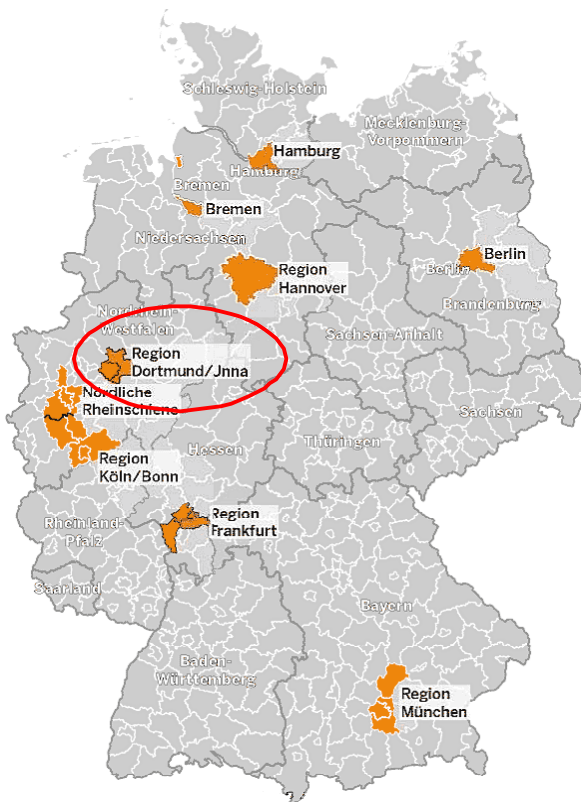 Schleswig-Holstein
Mecklenburg-
Vorpommern
Hamburg
Hamburg
Bremen
Bremen
Niedersachsen
Berlin
Berlin
Region
Hannover
Brandenburg
Nordrhein-
Westfalen
Sachsen-Anhalt
Region
Dortmund/Jnna
Nördliche
Rheinschiene
Sachsen
Thüringen
Hessen
Region
Köln/Bonn
Region
Frankfurt
Rheinland-
Pfalz
Saarland
Bayern
Baden-
Württemberg
Region
München